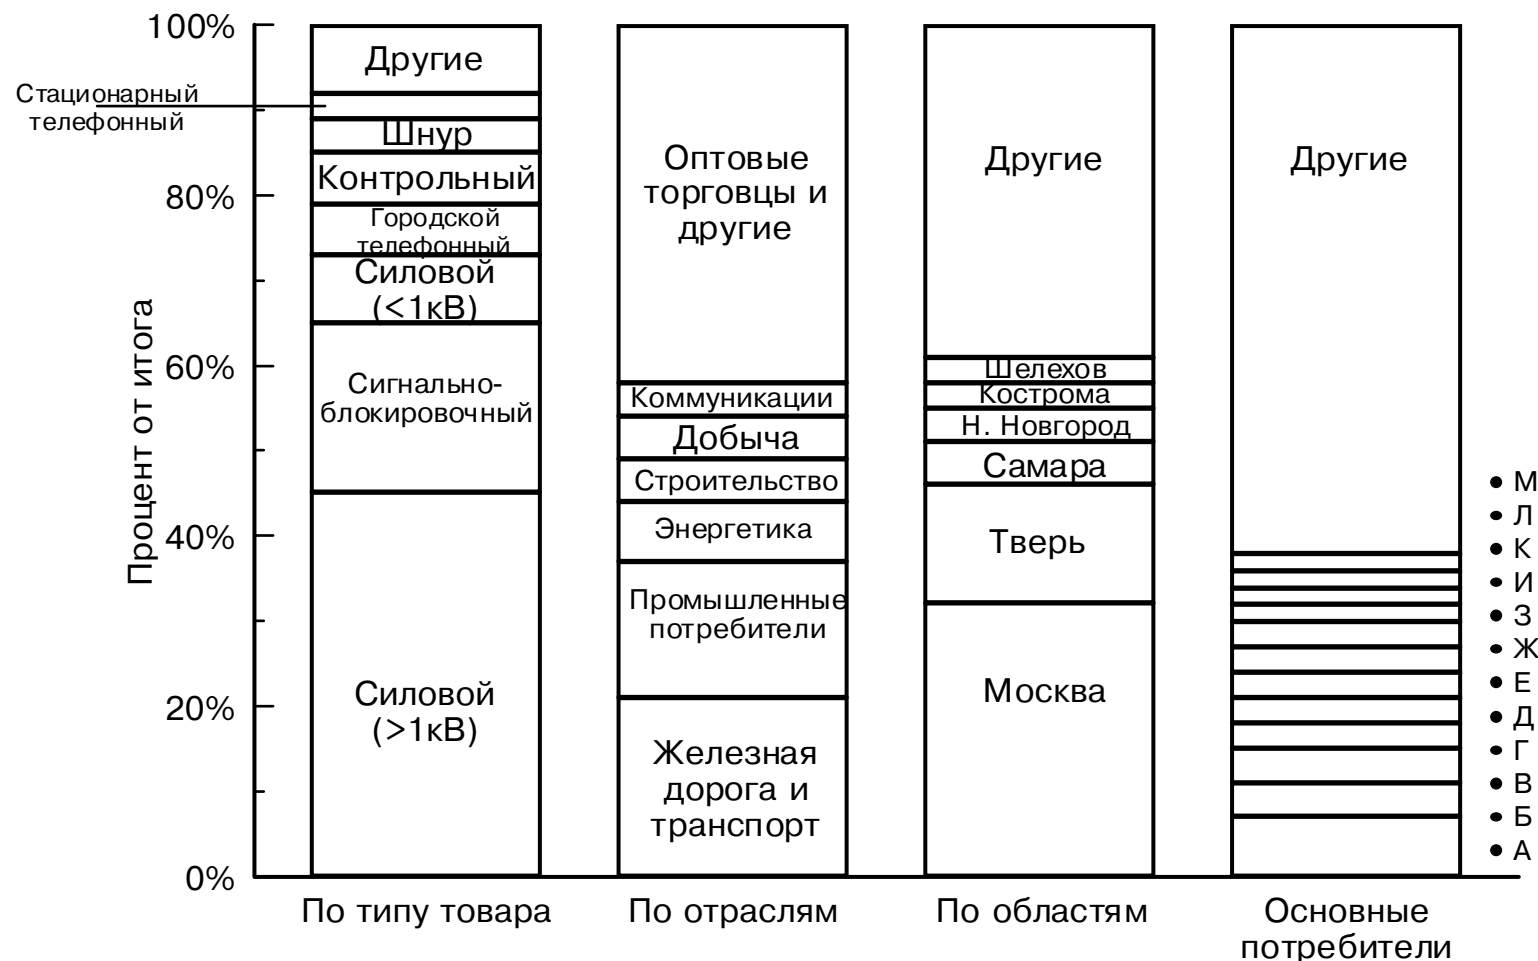 100%
80%
60%
40%
20%
0%
Процент от итога
Стационарный
телефонный
Другие
Шнур
Контрольный
Городской
телефонный
Силовой
(<1кВ)
Сигнально-
блокировочный
Силовой
(>1кВ)
По типу товара
Оптовые
торговцы и
другие
Коммуникации
Добыча
Строительство
Энергетика
Промышленные
потребители
Железная
дорога и
транспорт
По отраслям
Другие
Шелехов
Кострома
Н. Новгород
Самара
Тверь
Москва
По областям
Другие
Основные
потребители
• М
• Л
• К
• И
• З
• Ж
• Е
• Д
• Г
• В
• Б
• А